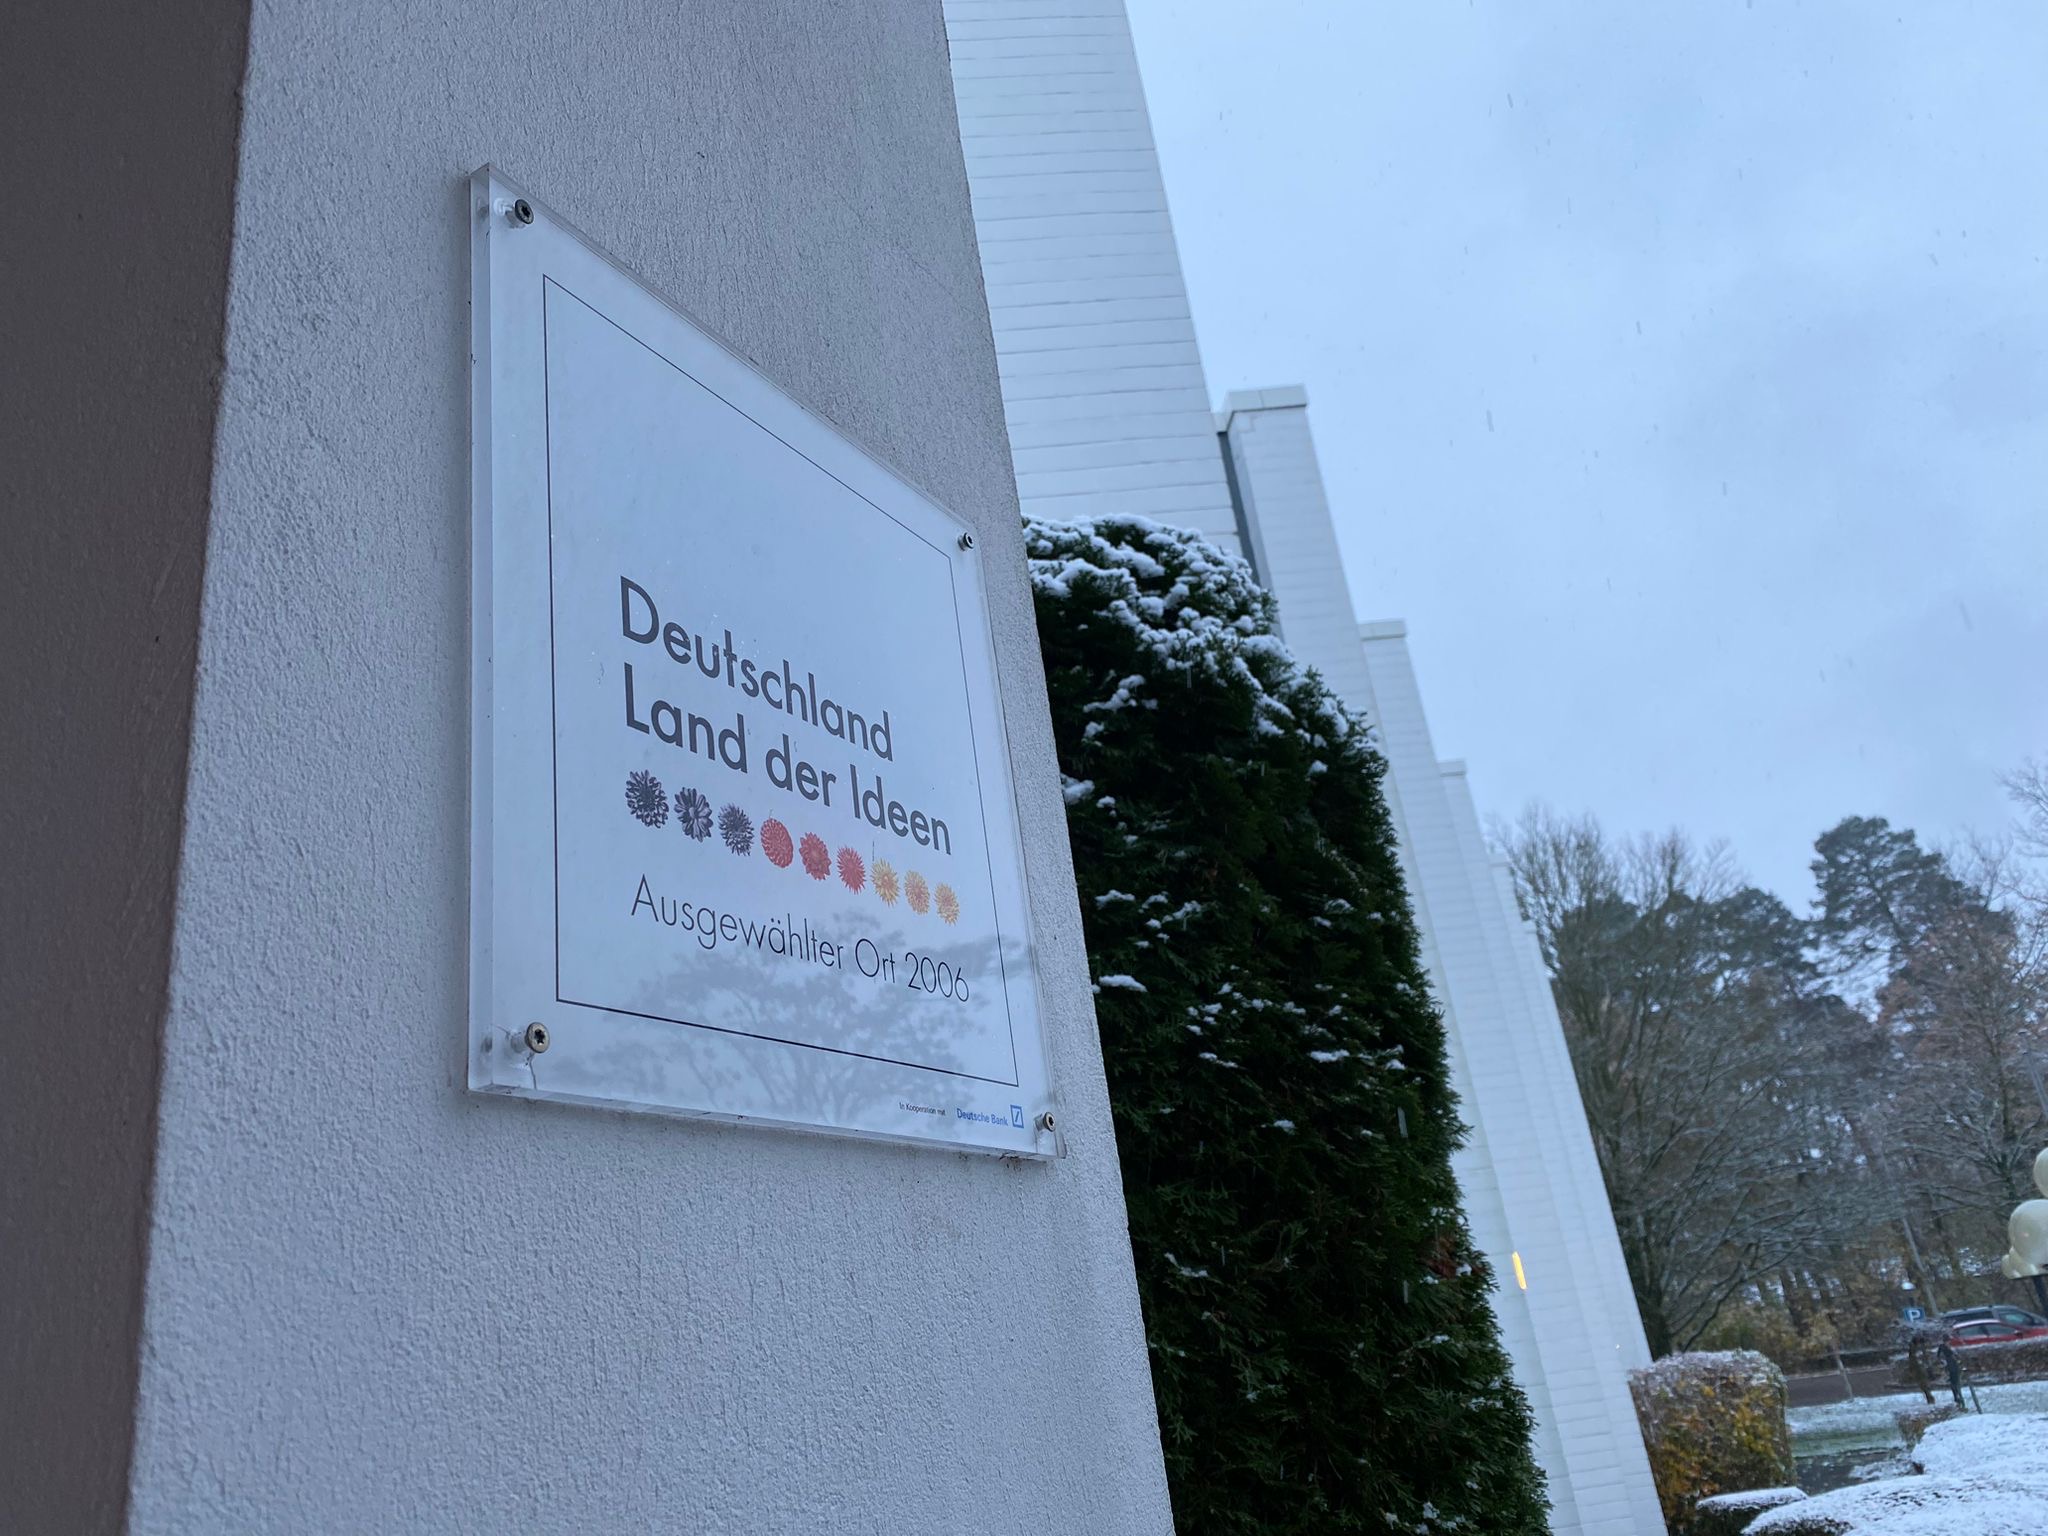 Deutschland
Land der Ideen
Ausgewählter Ort 2006
In Kooperation mit Deutsche Bank
P